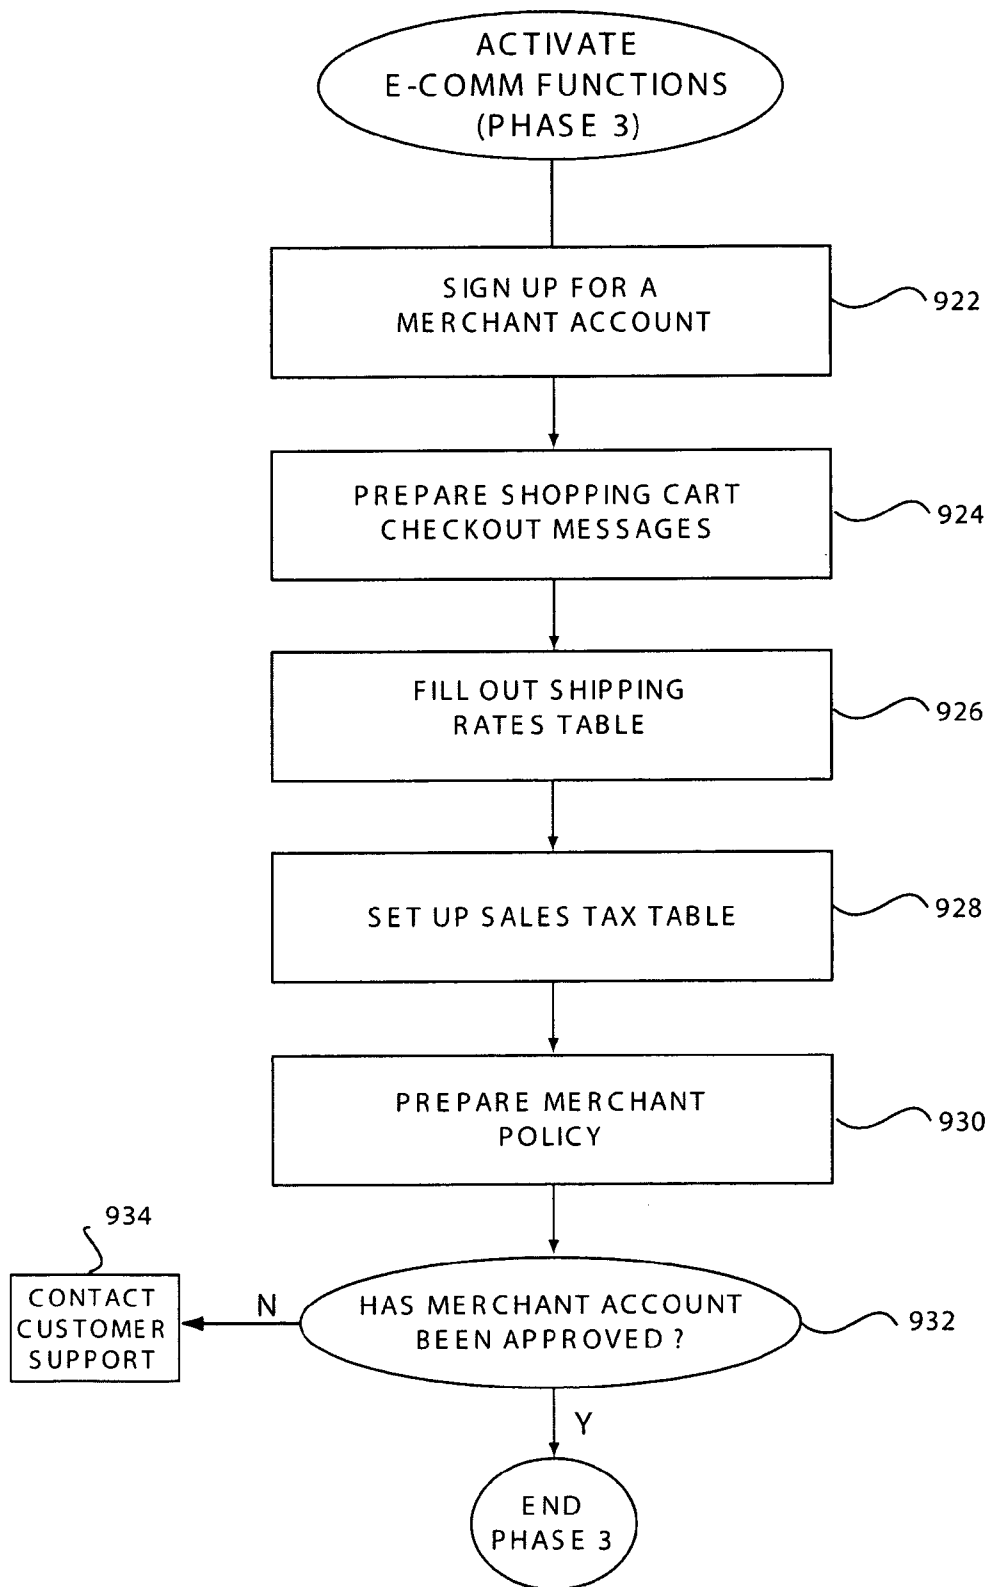 ACTIVATE
E-COMM FUNCTIONS
(PHASE 3)
SIGN UP FOR A
MERCHANT ACCOUNT
922
PREPARE SHOPPING CART
CHECKOUT MESSAGES
924
FILL OUT SHIPPING
RATES TABLE
926
SET UP SALES TAX TABLE
928
PREPARE MERCHANT
POLICY
930
934
CONTACT
CUSTOMER
SUPPORT
N
HAS MERCHANT ACCOUNT
BEEN APPROVED ?
932
Y
END
PHASE 3